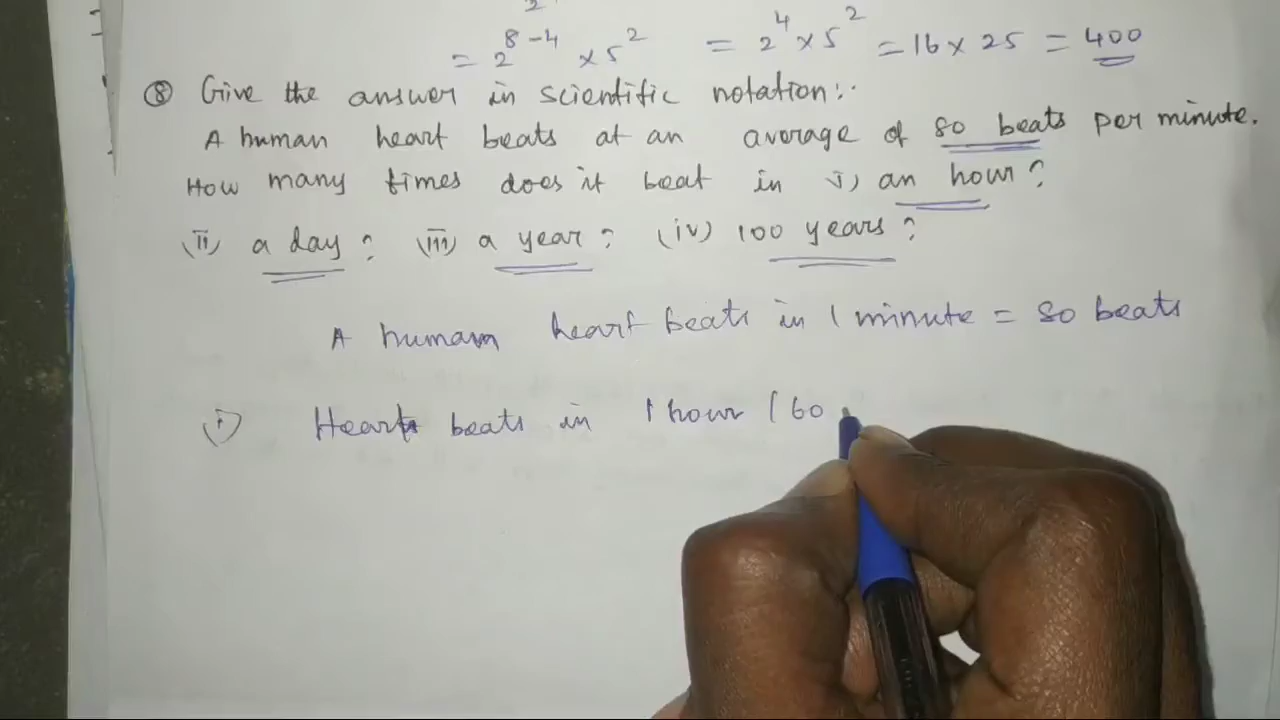 = 2^{8-4} × 5^2 = 2^4 × 5^2 = 16 × 25 = 400
⑧ Give the answer in scientific notation:.
A human heart beats at an average of 80 beats per minute.
How many times does it beat in i) an hour?
(ii) a day? (iii) a year? (iv) 100 years?
A human heart beats in 1 minute = 80 beats
(i) Heart beats in 1 hour (60